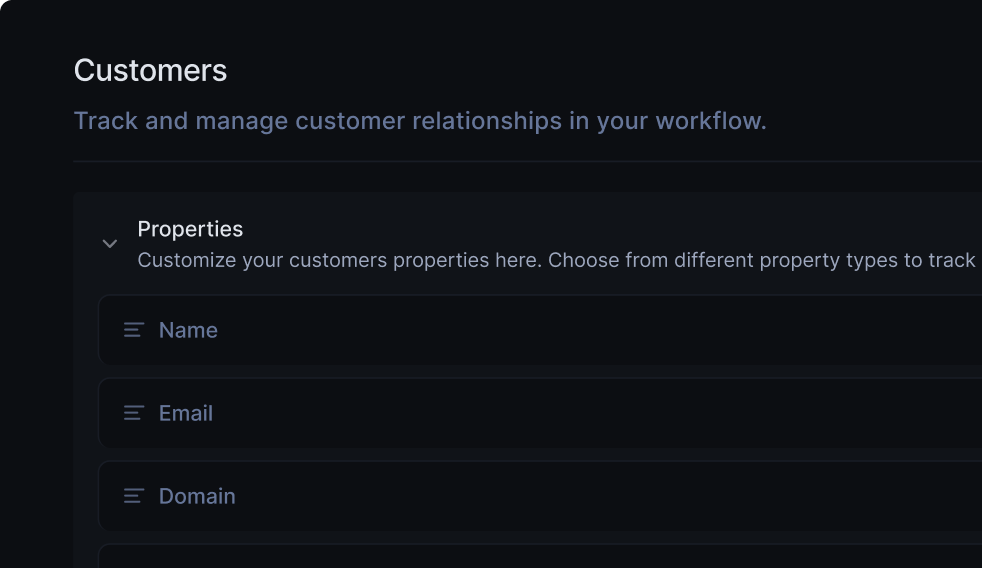 Customers
Track and manage customer relationships in your workflow.
Properties
Customize your customers properties here. Choose from different property types to track
Name
Email
Domain